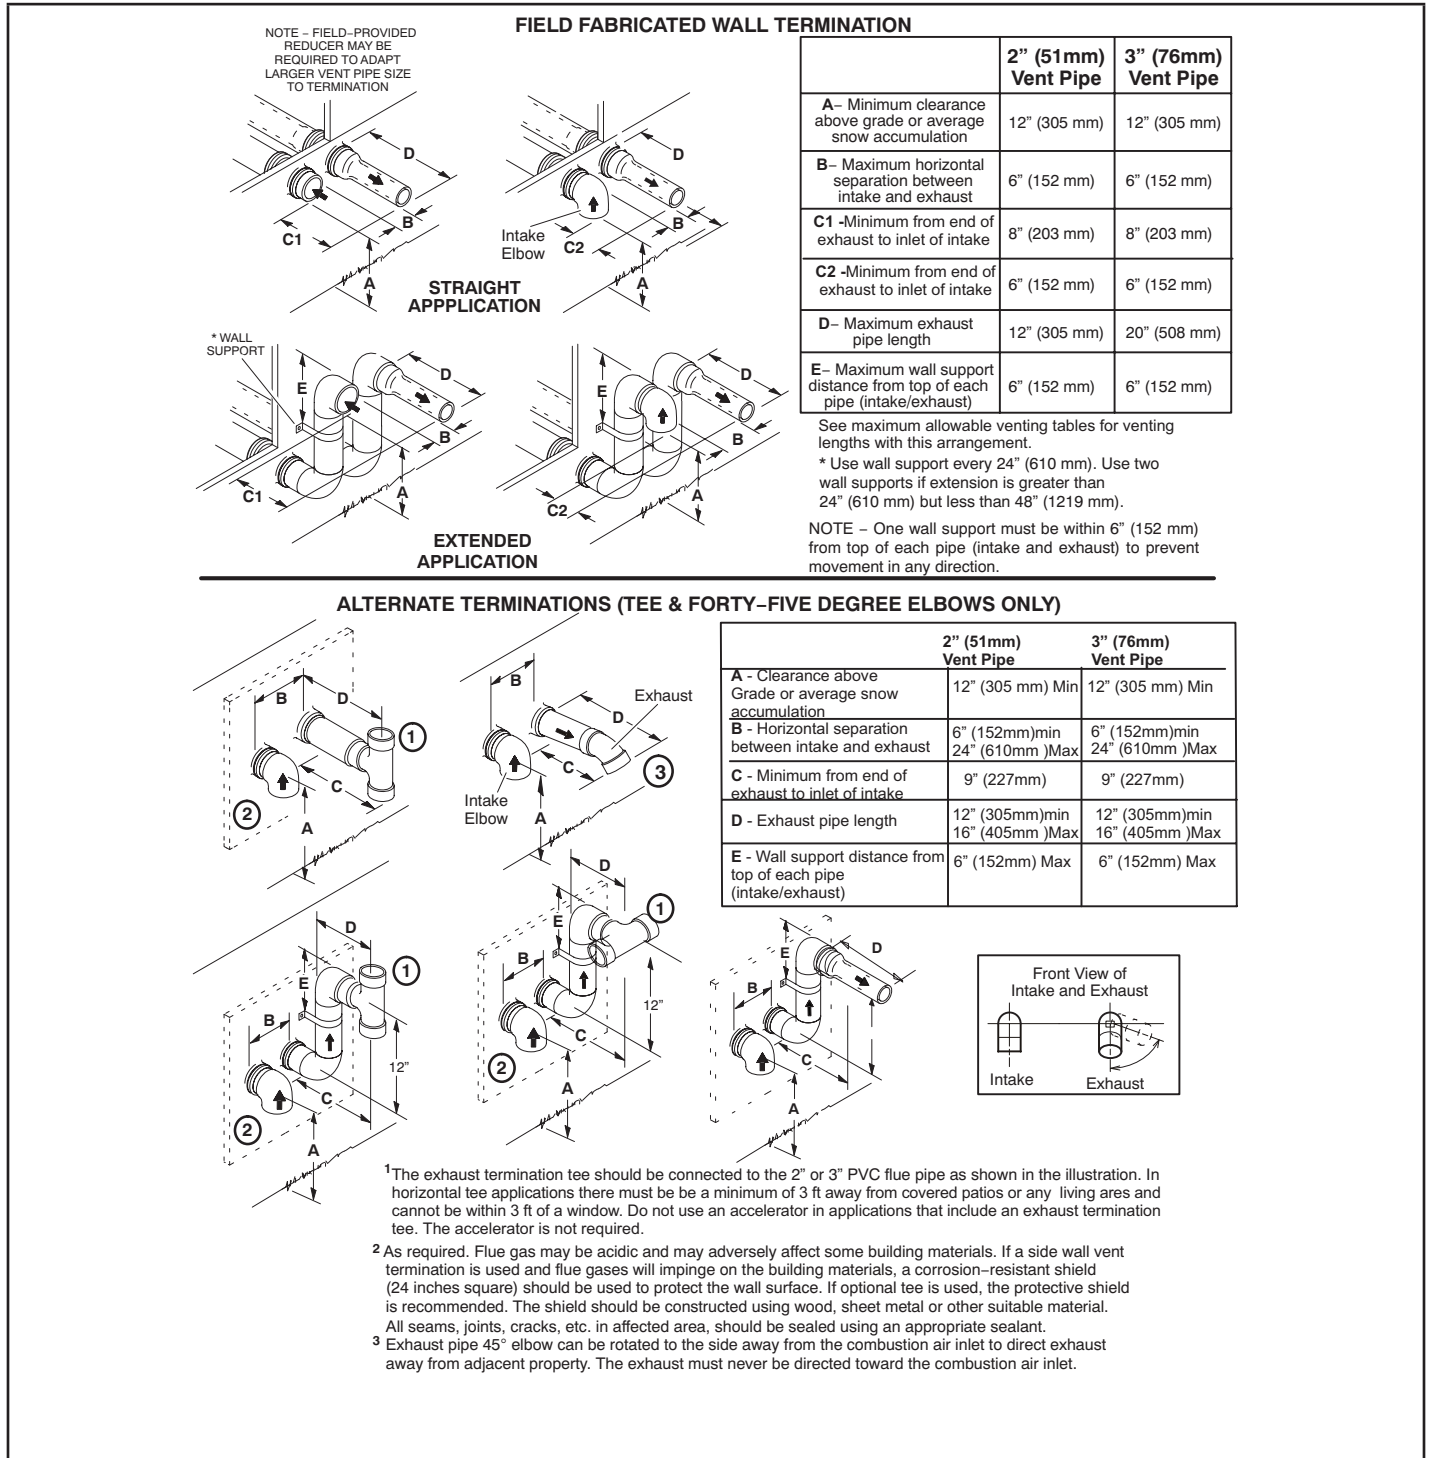 FIELD FABRICATED WALL TERMINATION
NOTE – FIELD–PROVIDED
REDUCER MAY BE
REQUIRED TO ADAPT
LARGER VENT PIPE SIZE
TO TERMINATION
D
B
C1
A
D
B
Intake
Elbow
C2
A
STRAIGHT
APPPLICATION
* WALL
SUPPORT
E
D
B
C1
A
E
D
B
C2
A
EXTENDED
APPLICATION
2” (51mm) 3” (76mm)
Vent Pipe Vent Pipe
A– Minimum clearance
above grade or average 12” (305 mm) 12” (305 mm)
snow accumulation
B– Maximum horizontal
separation between 6” (152 mm) 6” (152 mm)
intake and exhaust
C1 -Minimum from end of
exhaust to inlet of intake 8” (203 mm) 8” (203 mm)
C2 -Minimum from end of
exhaust to inlet of intake 6” (152 mm) 6” (152 mm)
D– Maximum exhaust
pipe length 12” (305 mm) 20” (508 mm)
E– Maximum wall support
distance from top of each 6” (152 mm) 6” (152 mm)
pipe (intake/exhaust)
See maximum allowable venting tables for venting
lengths with this arrangement.
* Use wall support every 24” (610 mm). Use two
wall supports if extension is greater than
24” (610 mm) but less than 48” (1219 mm).
NOTE – One wall support must be within 6” (152 mm)
from top of each pipe (intake and exhaust) to prevent
movement in any direction.
ALTERNATE TERMINATIONS (TEE & FORTY–FIVE DEGREE ELBOWS ONLY)
B
D
1
C
2
A
B
Exhaust
D
C
3
Intake
Elbow
A
2” (51mm) 3” (76mm)
Vent Pipe Vent Pipe
A - Clearance above
Grade or average snow 12” (305 mm) Min 12” (305 mm) Min
accumulation
B - Horizontal separation 6” (152mm)min 6” (152mm)min
between intake and exhaust 24” (610mm )Max 24” (610mm )Max
C - Minimum from end of 9” (227mm) 9” (227mm)
exhaust to inlet of intake
D - Exhaust pipe length 12” (305mm)min 12” (305mm)min
16” (405mm )Max 16” (405mm )Max
E - Wall support distance from 6” (152mm) Max 6” (152mm) Max
top of each pipe
(intake/exhaust)
D
1
E
B
12”
C
2
A
D
E
1
B
12”
C
2
A
D
E
B
C
A
Front View of
Intake and Exhaust
Intake
Exhaust
1The exhaust termination tee should be connected to the 2” or 3” PVC flue pipe as shown in the illustration. In
horizontal tee applications there must be be a minimum of 3 ft away from covered patios or any living ares and
cannot be within 3 ft of a window. Do not use an accelerator in applications that include an exhaust termination
tee. The accelerator is not required.
2 As required. Flue gas may be acidic and may adversely affect some building materials. If a side wall vent
termination is used and flue gases will impinge on the building materials, a corrosion–resistant shield
(24 inches square) should be used to protect the wall surface. If optional tee is used, the protective shield
is recommended. The shield should be constructed using wood, sheet metal or other suitable material.
All seams, joints, cracks, etc. in affected area, should be sealed using an appropriate sealant.
3 Exhaust pipe 45° elbow can be rotated to the side away from the combustion air inlet to direct exhaust
away from adjacent property. The exhaust must never be directed toward the combustion air inlet.